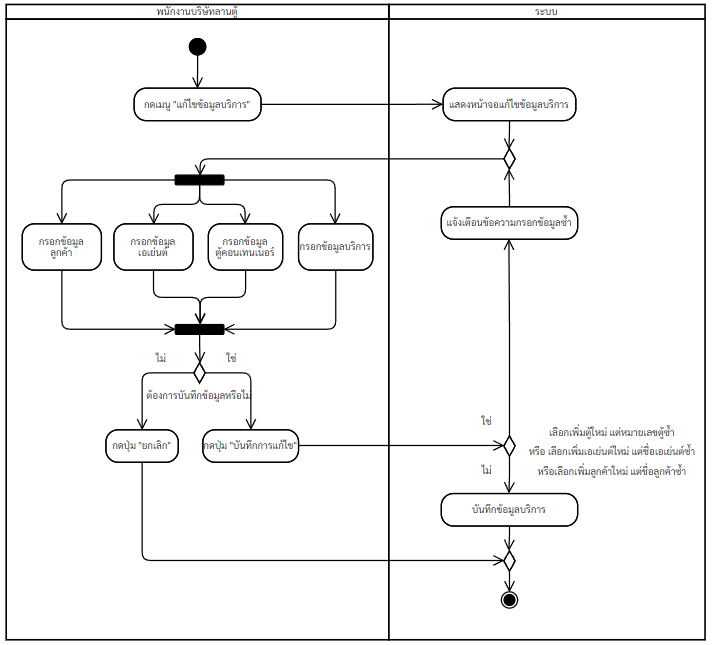 พนักงานบริษัทลานตู้
ระบบ
กดเมนู "แก้ไขข้อมูลบริการ"
แสดงหน้าจอแก้ไขข้อมูลบริการ
แจ้งเตือนข้อความกรอกข้อมูลซ้ำ
กรอกข้อมูล
ลูกค้า
กรอกข้อมูล
เอเย่นต์
กรอกข้อมูล
ตู้คอนเทนเนอร์
กรอกข้อมูลบริการ
ไม่
ใช่
ต้องการบันทึกข้อมูลหรือไม่
กดปุ่ม "ยกเลิก"
กดปุ่ม "บันทึกการแก้ไข"
ใช่
เลือกเพิ่มตู้ใหม่ แต่หมายเลขตู้ซ้ำ
หรือ เลือกเพิ่มเอเย่นต์ใหม่ แต่ชื่อเอเย่นต์ซ้ำ
หรือเลือกเพิ่มลูกค้าใหม่ แต่ชื่อลูกค้าซ้ำ
ไม่
บันทึกข้อมูลบริการ